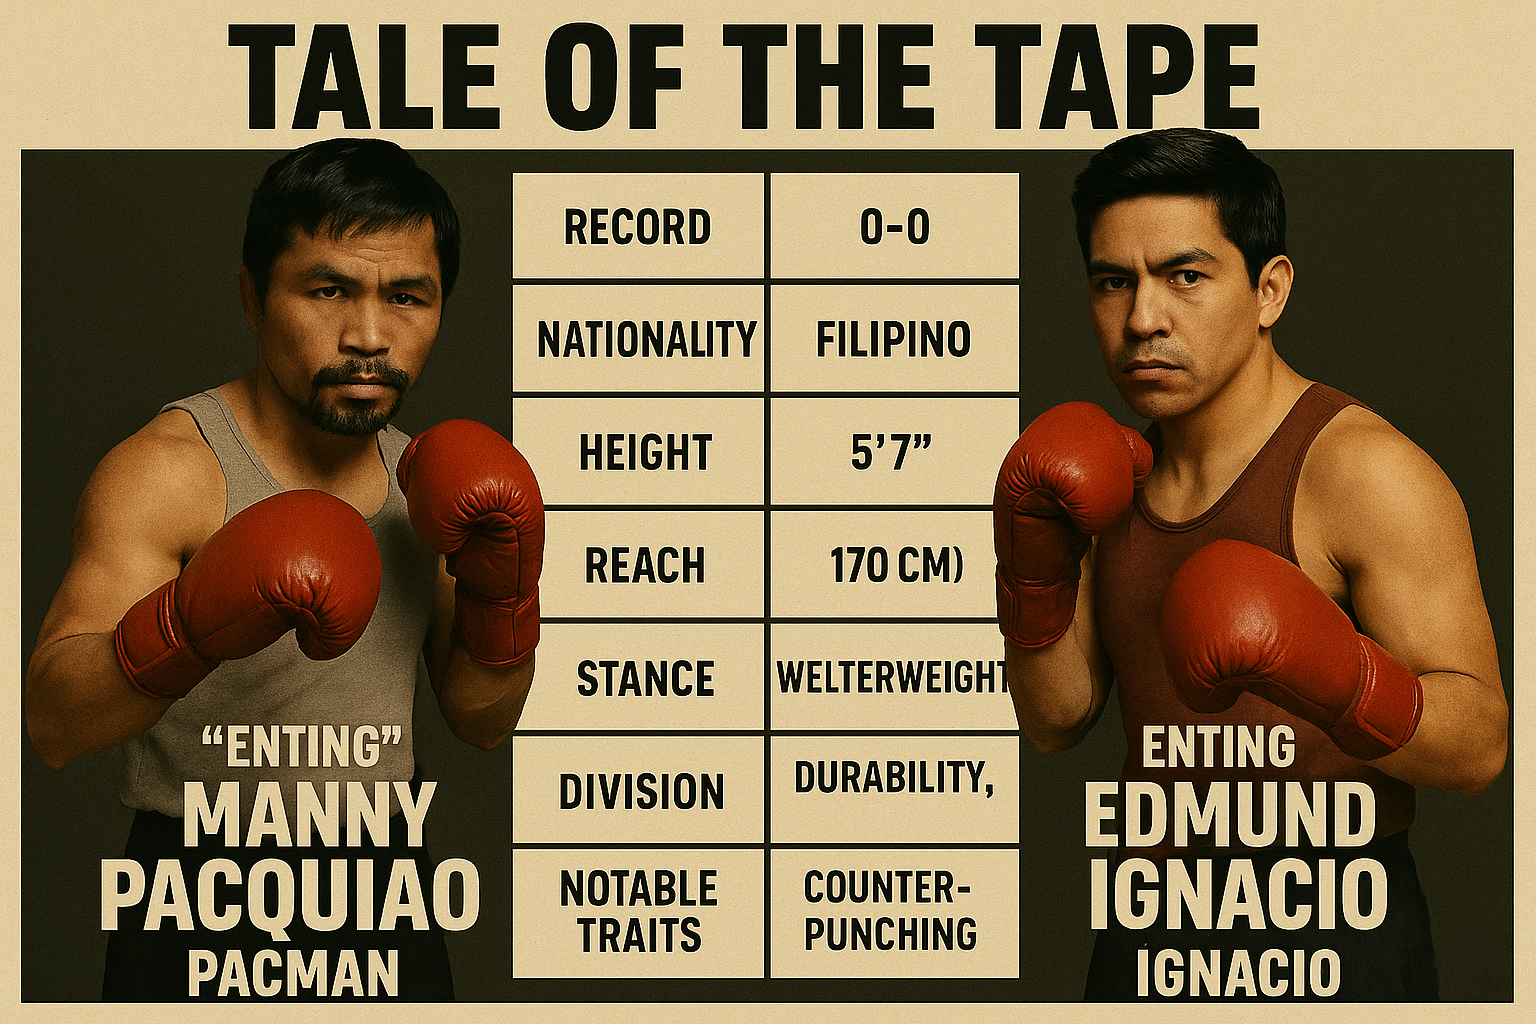 TALE OF THE TAPE
RECORD 0-0
NATIONALITY FILIPINO
HEIGHT 5’7”
REACH 170 CM)
STANCE WELTERWEIGHT
DIVISION DURABILITY,
NOTABLE
TRAITS
COUNTER-
PUNCHING
“ENTING”
MANNY
PACQUIAO
PACMAN
ENTING
EDMUND
IGNACIO
IGNACIO